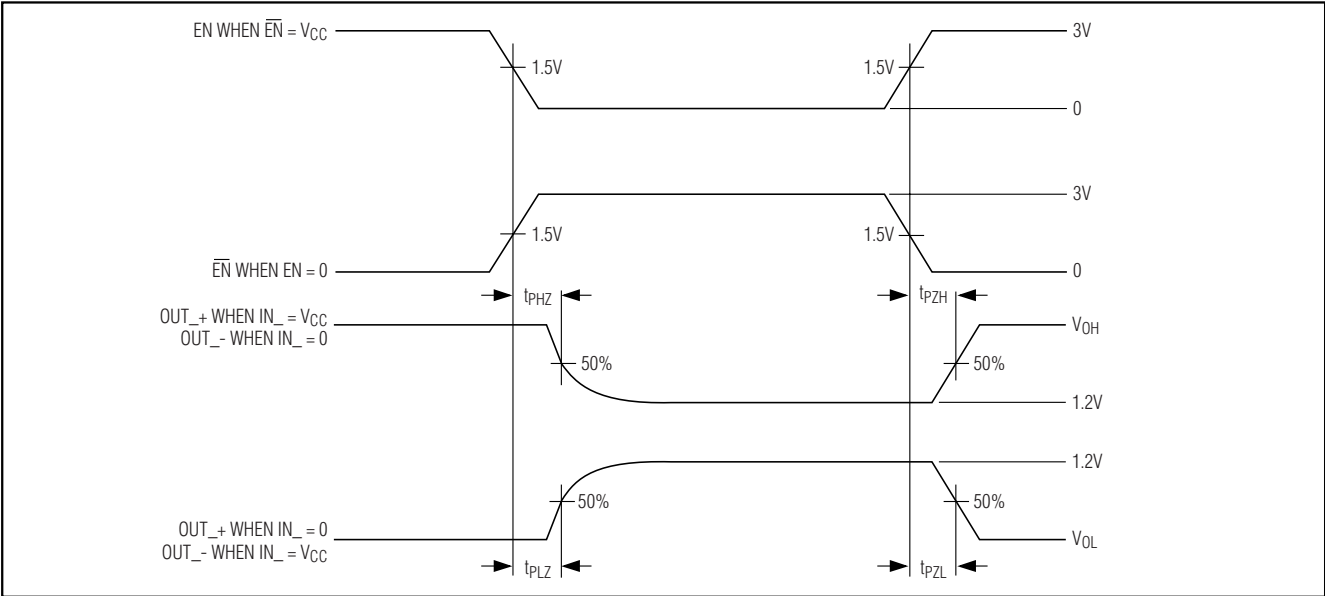 EN WHEN E̅N̅ = VCC
3V
1.5V
1.5V
0
3V
1.5V
1.5V
E̅N̅ WHEN EN = 0
0
tPHZ
tPZH
OUT_+ WHEN IN_ = VCC
OUT_- WHEN IN_ = 0
VOH
50%
50%
1.2V
1.2V
50%
50%
OUT_+ WHEN IN_ = 0
OUT_- WHEN IN_ = VCC
VOL
tPLZ
tPZL